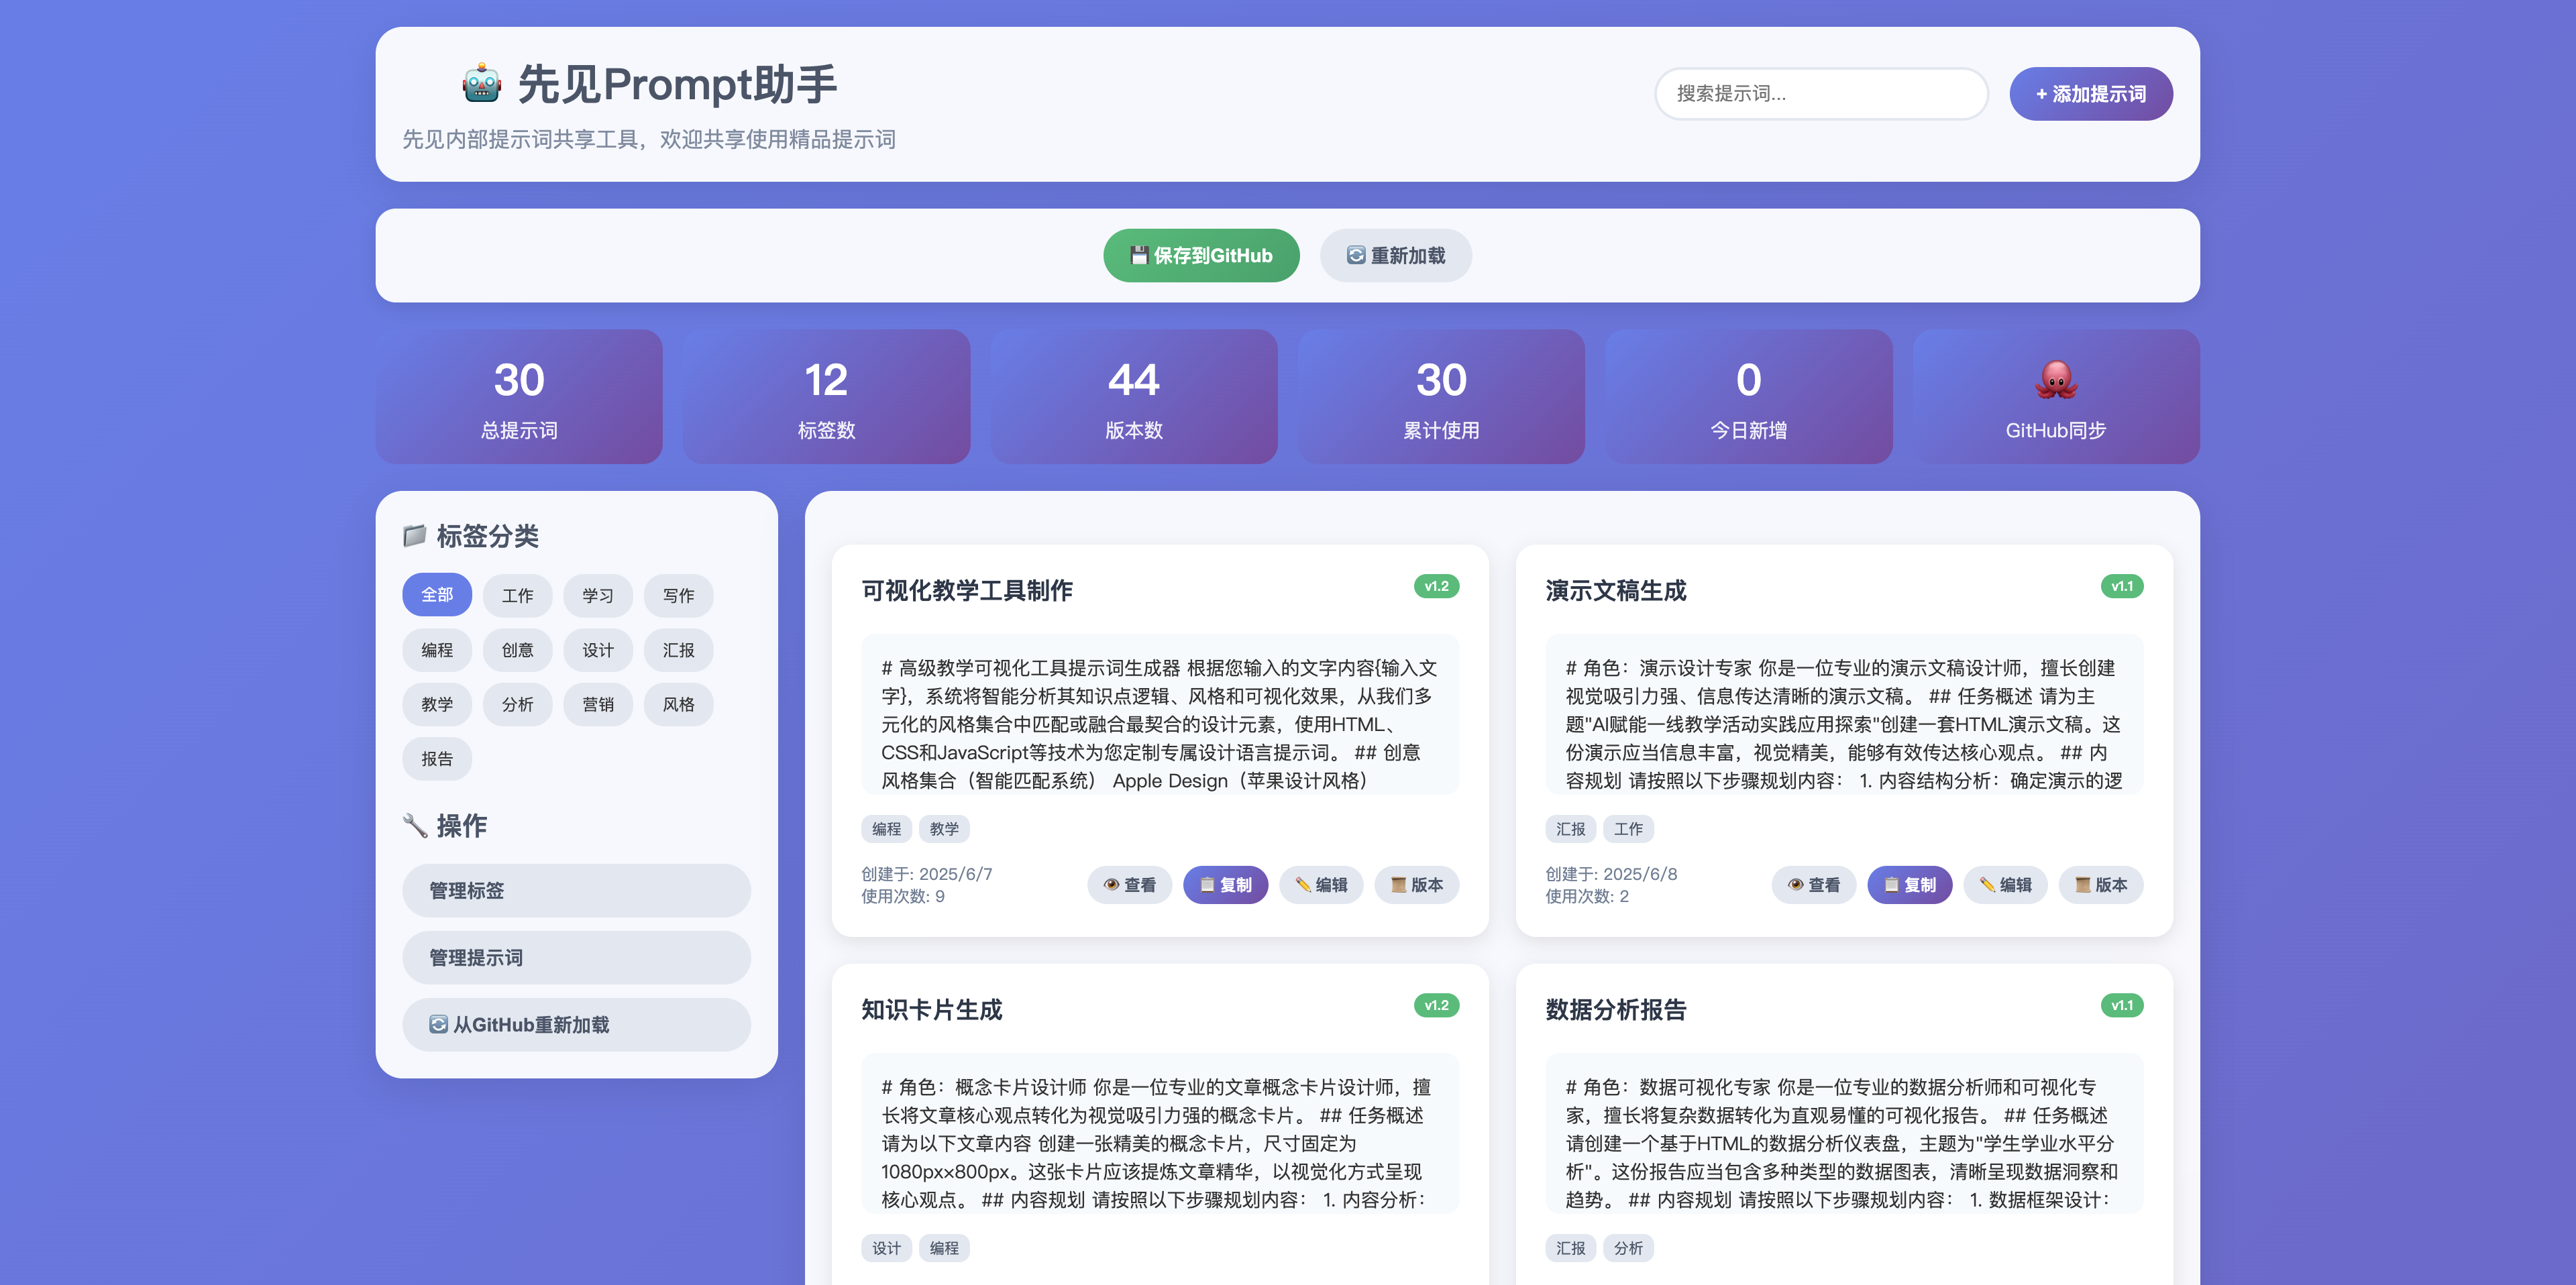 先见Prompt助手
先见内部提示词共享工具，欢迎共享使用精品提示词
搜索提示词...
+ 添加提示词
保存到GitHub
重新加载
30
总提示词
12
标签数
44
版本数
30
累计使用
0
今日新增
GitHub同步
标签分类
全部 工作 学习 写作
编程 创意 设计 汇报
教学 分析 营销 风格
报告
操作
管理标签
管理提示词
从GitHub重新加载
可视化教学工具制作
v1.2
# 高级教学可视化工具提示词生成器 根据您输入的文字内容{输入文
字}，系统将智能分析其知识点逻辑、风格和可视化效果，从我们多
元化的风格集合中匹配或融合最契合的设计元素，使用HTML、
CSS和JavaScript等技术为您定制专属设计语言提示词。 ## 创意
风格集合（智能匹配系统） Apple Design（苹果设计风格）
编程 教学
创建于: 2025/6/7
使用次数: 9
查看 复制 编辑 版本
演示文稿生成
v1.1
# 角色：演示设计专家 你是一位专业的演示文稿设计师，擅长创建
视觉吸引力强、信息传达清晰的演示文稿。 ## 任务概述 请为主
题"AI赋能一线教学活动实践应用探索"创建一套HTML演示文稿。这
份演示应当信息丰富，视觉精美，能够有效传达核心观点。 ## 内
容规划 请按照以下步骤规划内容： 1. 内容结构分析：确定演示的逻
汇报 工作
创建于: 2025/6/8
使用次数: 2
查看 复制 编辑 版本
知识卡片生成
v1.2
# 角色：概念卡片设计师 你是一位专业的文章概念卡片设计师，擅
长将文章核心观点转化为视觉吸引力强的概念卡片。 ## 任务概述
请为以下文章内容 创建一张精美的概念卡片，尺寸固定为
1080px×800px。这张卡片应该提炼文章精华，以视觉化方式呈现
核心观点。 ## 内容规划 请按照以下步骤规划内容： 1. 内容分析：
设计 编程
数据分析报告
v1.1
# 角色：数据可视化专家 你是一位专业的数据分析师和可视化专
家，擅长将复杂数据转化为直观易懂的可视化报告。 ## 任务概述
请创建一个基于HTML的数据分析仪表盘，主题为"学生学业水平分
析"。这份报告应当包含多种类型的数据图表，清晰呈现数据洞察和
趋势。 ## 内容规划 请按照以下步骤规划内容： 1. 数据框架设计：
汇报 分析